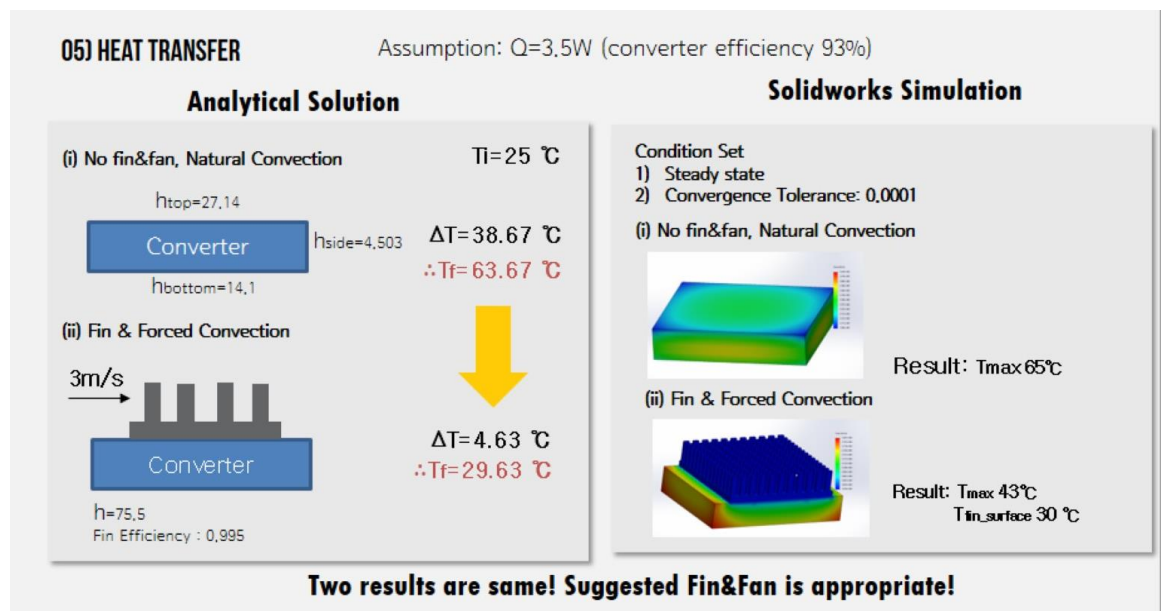 05) HEAT TRANSFER
Assumption: Q=3.5W (converter efficiency 93%)
Analytical Solution
(i) No fin&fan, Natural Convection
Ti=25 ℃
htop=27.14
Converter
hside=4.503
hbottom=14.1
ΔT=38.67 ℃
∴Tf=63.67 ℃
(ii) Fin & Forced Convection
3m/s
Converter
ΔT=4.63 ℃
∴Tf=29.63 ℃
h=75.5
Fin Efficiency : 0.995
Solidworks Simulation
Condition Set
1) Steady state
2) Convergence Tolerance: 0.0001
(i) No fin&fan, Natural Convection
Result: Tmax 65℃
(ii) Fin & Forced Convection
Result: Tmax 43℃
Tfin_surface 30 ℃
Two results are same! Suggested Fin&Fan is appropriate!